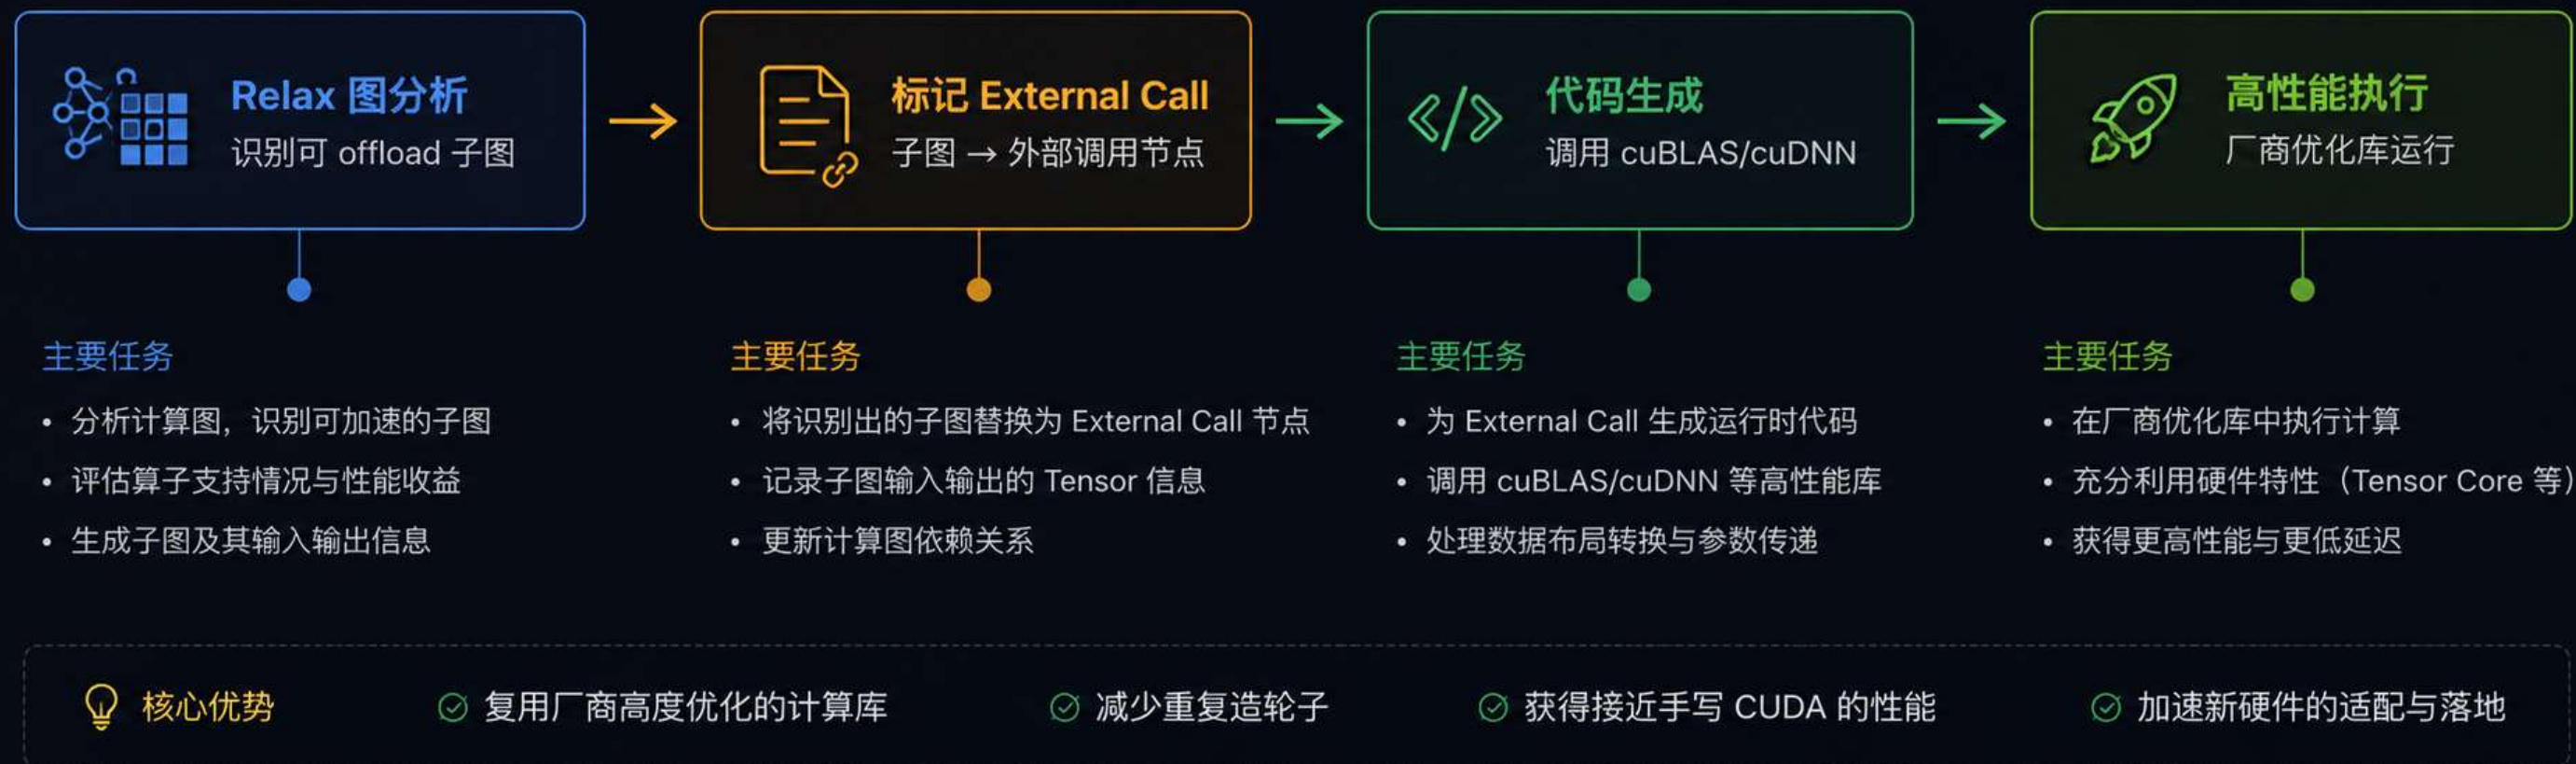 Relax 图分析
识别可 offload 子图
标记 External Call
子图 → 外部调用节点
代码生成
调用 cuBLAS/cuDNN
高性能执行
厂商优化库运行
主要任务
• 分析计算图，识别可加速的子图
• 评估算子支持情况与性能收益
• 生成子图及其输入输出信息
主要任务
• 将识别出的子图替换为 External Call 节点
• 记录子图输入输出的 Tensor 信息
• 更新计算图依赖关系
主要任务
• 为 External Call 生成运行时代码
• 调用 cuBLAS/cuDNN 等高性能库
• 处理数据布局转换与参数传递
主要任务
• 在厂商优化库中执行计算
• 充分利用硬件特性（Tensor Core 等）
• 获得更高性能与更低延迟
核心优势
复用厂商高度优化的计算库
减少重复造轮子
获得接近手写 CUDA 的性能
加速新硬件的适配与落地